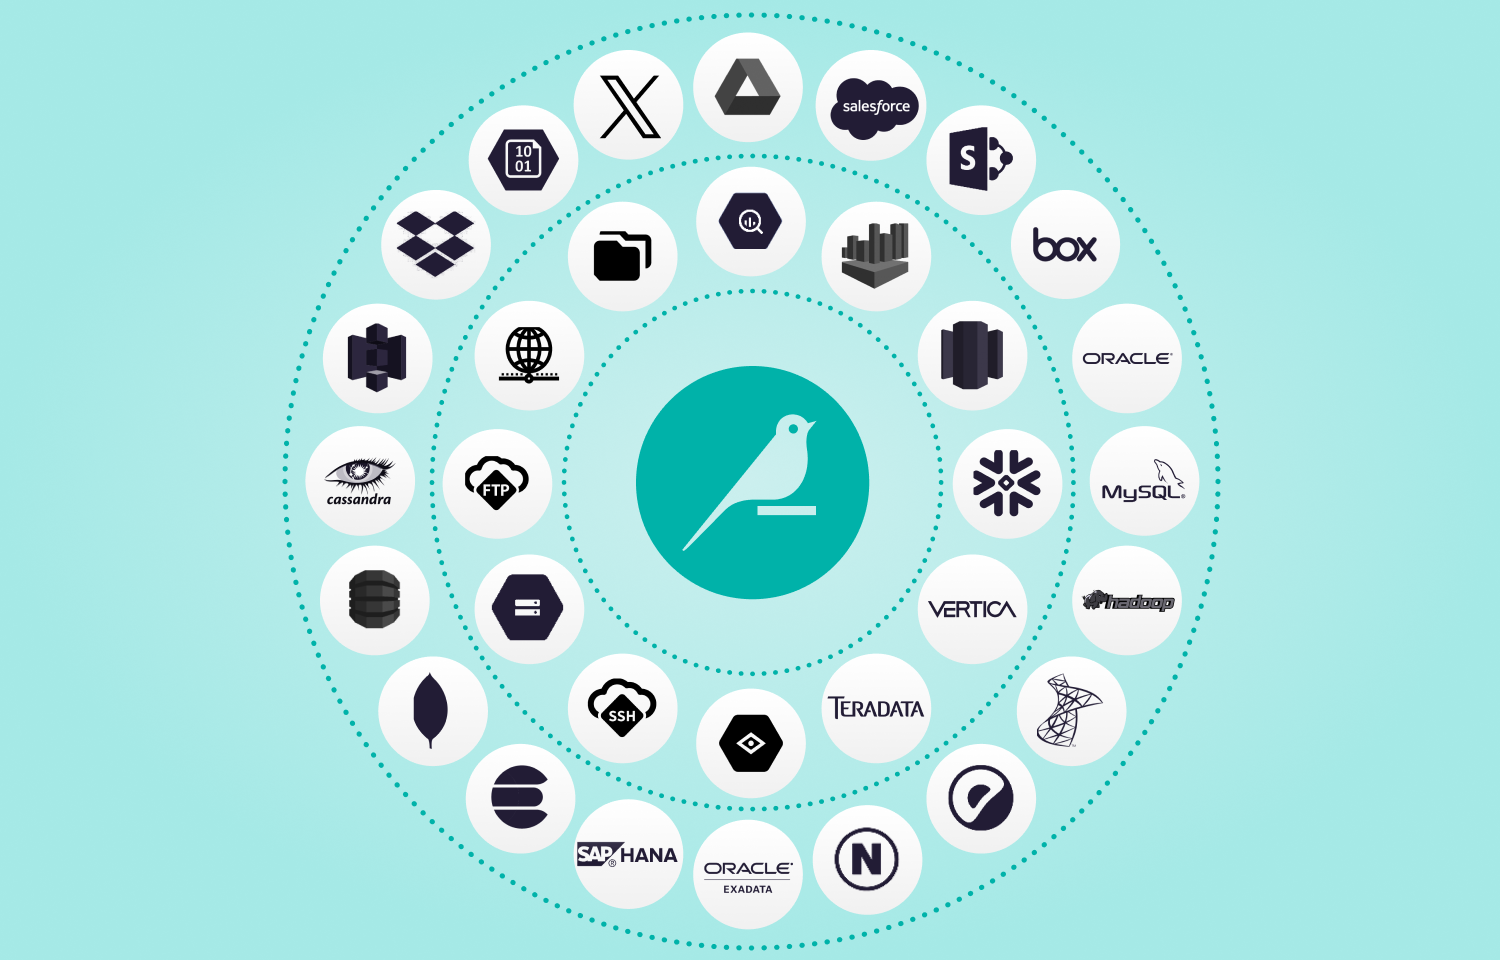 salesforce
10
01
S
box
ORACLE®
cassandra
FTP
MySQL®
VERTICA
hadoop
SSH
TERADATA
SAP® HANA
ORACLE®
EXADATA
N